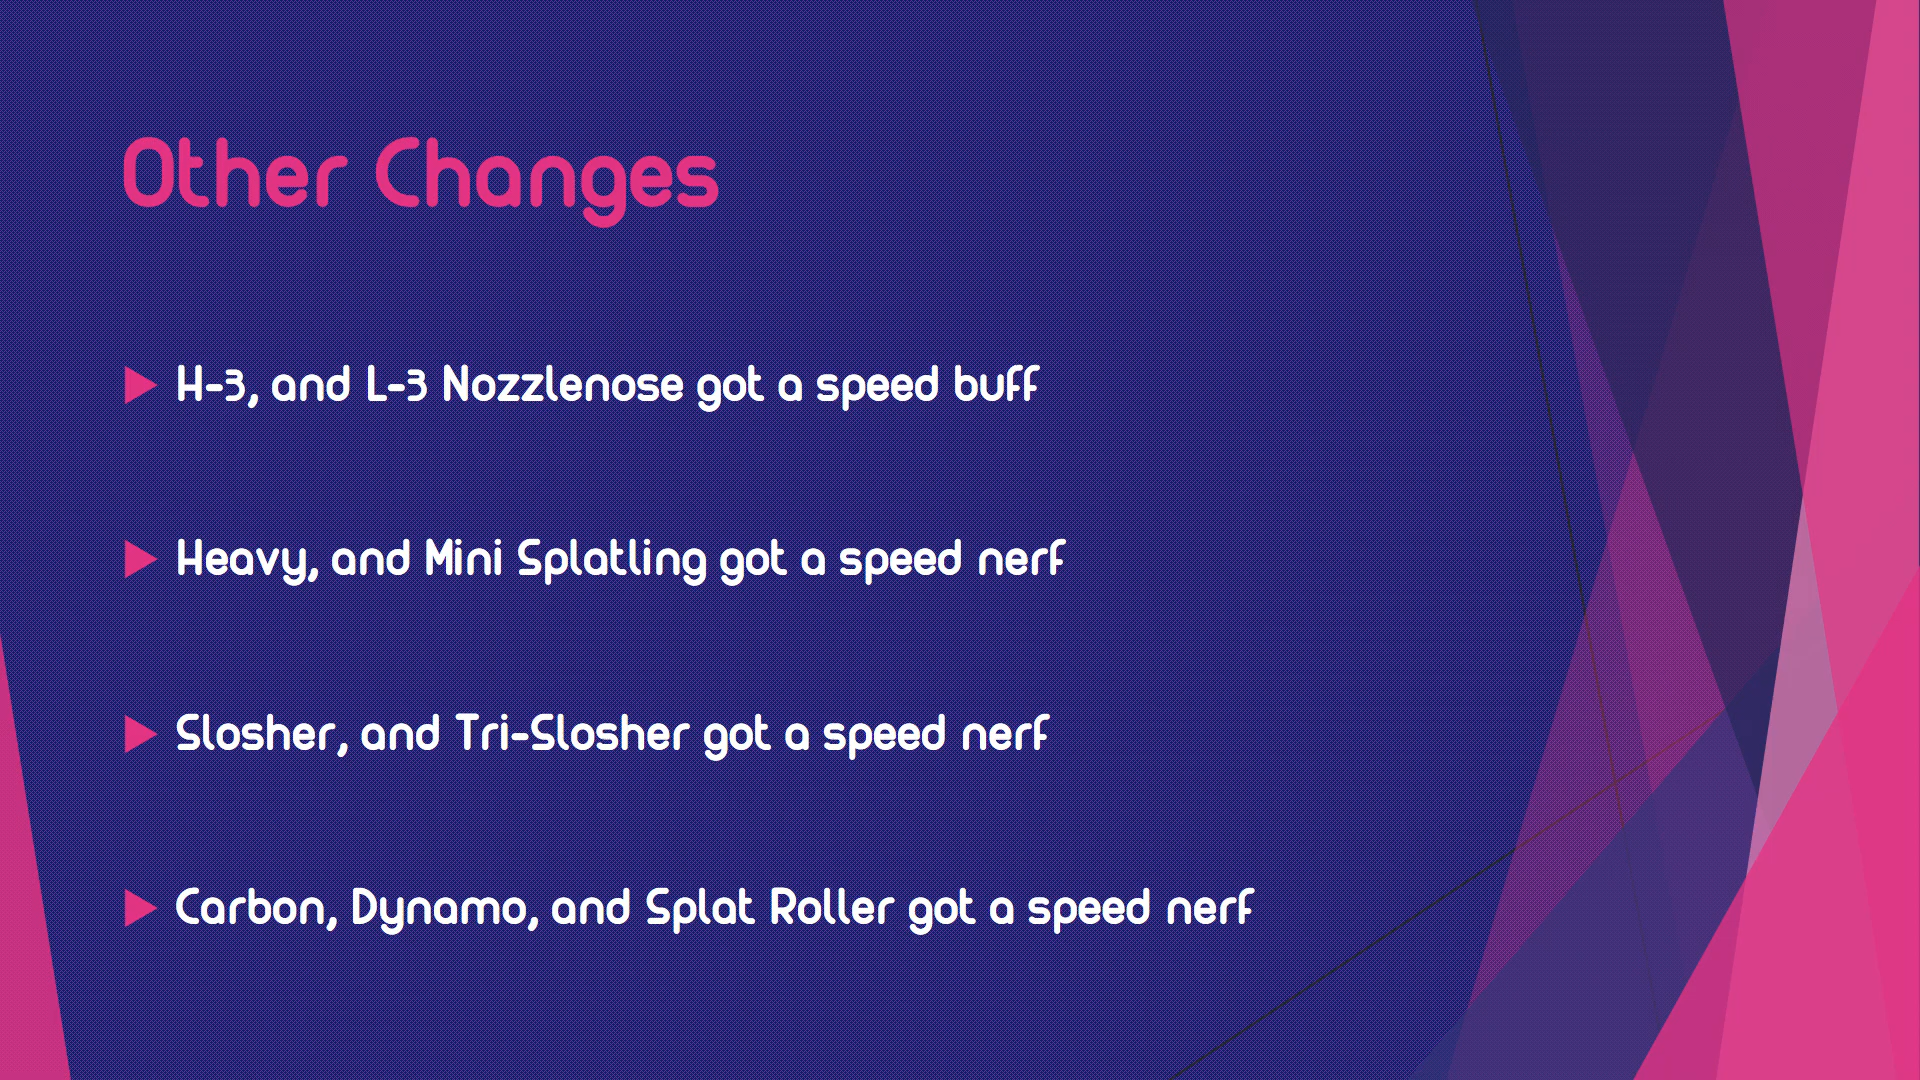 Other Changes
H-3, and L-3 Nozzlenose got a speed buff
Heavy, and Mini Splatling got a speed nerf
Slosher, and Tri-Slosher got a speed nerf
Carbon, Dynamo, and Splat Roller got a speed nerf